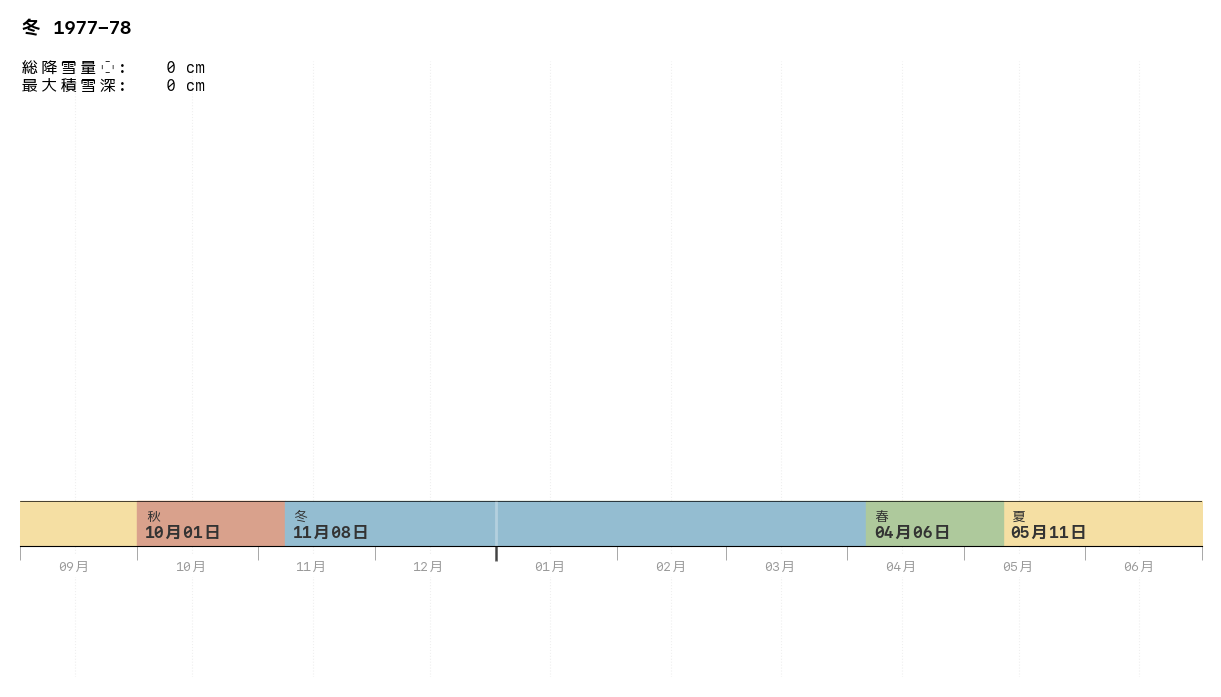 冬 1977–78
総降雪量◌: 0 cm
最大積雪深: 0 cm
秋 冬 春 夏
10月01日 11月08日 04月06日 05月11日
09月 10月 11月 12月 01月 02月 03月 04月 05月 06月